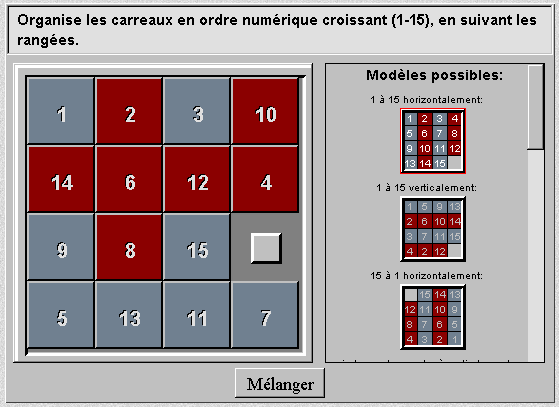 Organise les carreaux en ordre numérique croissant (1-15), en suivant les
rangées.
1 2 3 10
14 6 12 4
9 8 15
5 13 11 7
Modèles possibles:
1 à 15 horizontalement:
1 2 3 4
5 6 7 8
9 10 11 12
13 14 15
1 à 15 verticalement:
1 5 9 13
2 6 10 14
3 7 11 15
4 2 12
15 à 1 horizontalement:
15 14 13
12 11 10 9
8 7 6 5
4 3 2 1
Mélanger